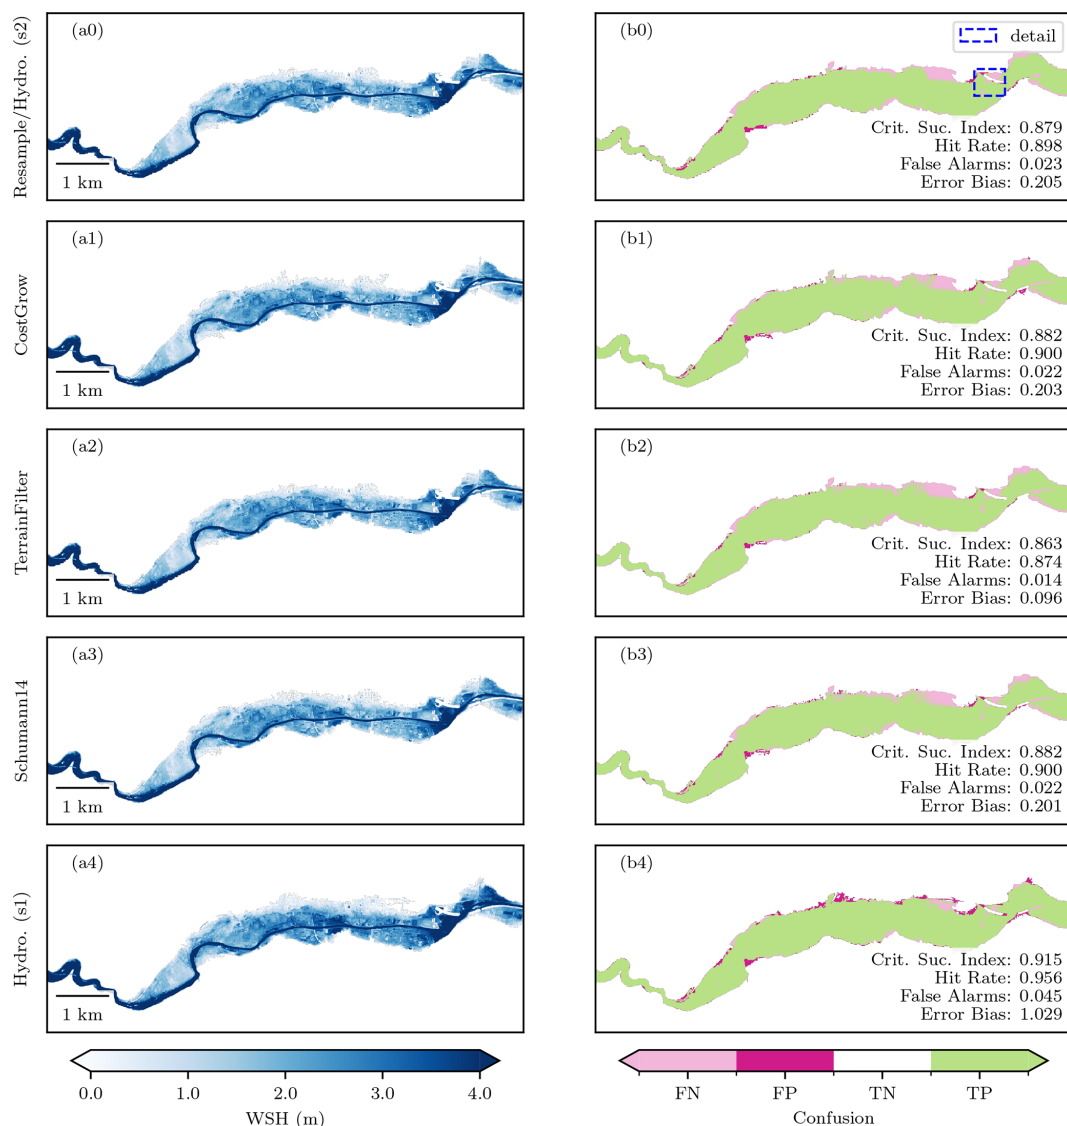 Resample/Hydro. (s2)
(a0)
1 km
(b0)
detail
Crit. Suc. Index: 0.879
Hit Rate: 0.898
False Alarms: 0.023
Error Bias: 0.205
CostGrow
(a1)
1 km
(b1)
Crit. Suc. Index: 0.882
Hit Rate: 0.900
False Alarms: 0.022
Error Bias: 0.203
TerrainFilter
(a2)
1 km
(b2)
Crit. Suc. Index: 0.863
Hit Rate: 0.874
False Alarms: 0.014
Error Bias: 0.096
Schumann14
(a3)
1 km
(b3)
Crit. Suc. Index: 0.882
Hit Rate: 0.900
False Alarms: 0.022
Error Bias: 0.201
Hydro. (s1)
(a4)
1 km
(b4)
Crit. Suc. Index: 0.915
Hit Rate: 0.956
False Alarms: 0.045
Error Bias: 1.029
0.0 1.0 2.0 3.0 4.0
WSH (m)
FN FP TN TP
Confusion